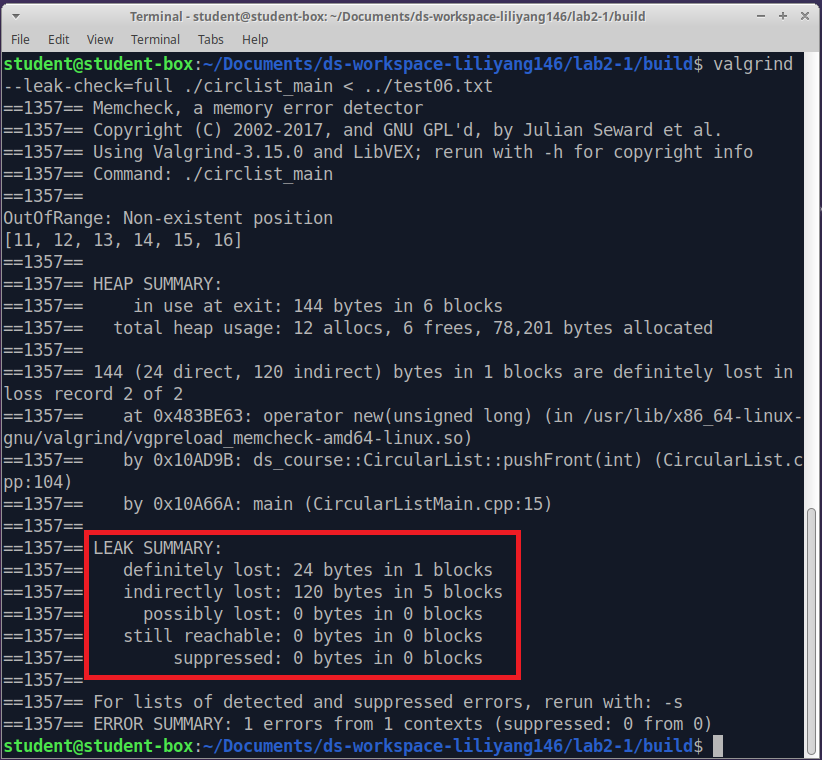 Terminal - student@student-box: ~/Documents/ds-workspace-liliyang146/lab2-1/build
File Edit View Terminal Tabs Help
student@student-box:~/Documents/ds-workspace-liliyang146/lab2-1/build$ valgrind
--leak-check=full ./circlist_main < ../test06.txt
==1357== Memcheck, a memory error detector
==1357== Copyright (C) 2002-2017, and GNU GPL'd, by Julian Seward et al.
==1357== Using Valgrind-3.15.0 and LibVEX; rerun with -h for copyright info
==1357== Command: ./circlist_main
==1357==
OutOfRange: Non-existent position
[11, 12, 13, 14, 15, 16]
==1357==
==1357== HEAP SUMMARY:
==1357==     in use at exit: 144 bytes in 6 blocks
==1357==   total heap usage: 12 allocs, 6 frees, 78,201 bytes allocated
==1357==
==1357== 144 (24 direct, 120 indirect) bytes in 1 blocks are definitely lost in
loss record 2 of 2
==1357==    at 0x483BE63: operator new(unsigned long) (in /usr/lib/x86_64-linux-
gnu/valgrind/vgpreload_memcheck-amd64-linux.so)
==1357==    by 0x10AD9B: ds_course::CircularList::pushFront(int) (CircularList.c
pp:104)
==1357==    by 0x10A66A: main (CircularListMain.cpp:15)
==1357==
==1357== LEAK SUMMARY:
==1357==    definitely lost: 24 bytes in 1 blocks
==1357==    indirectly lost: 120 bytes in 5 blocks
==1357==      possibly lost: 0 bytes in 0 blocks
==1357==    still reachable: 0 bytes in 0 blocks
==1357==         suppressed: 0 bytes in 0 blocks
==1357==
==1357== For lists of detected and suppressed errors, rerun with: -s
==1357== ERROR SUMMARY: 1 errors from 1 contexts (suppressed: 0 from 0)
student@student-box:~/Documents/ds-workspace-liliyang146/lab2-1/build$